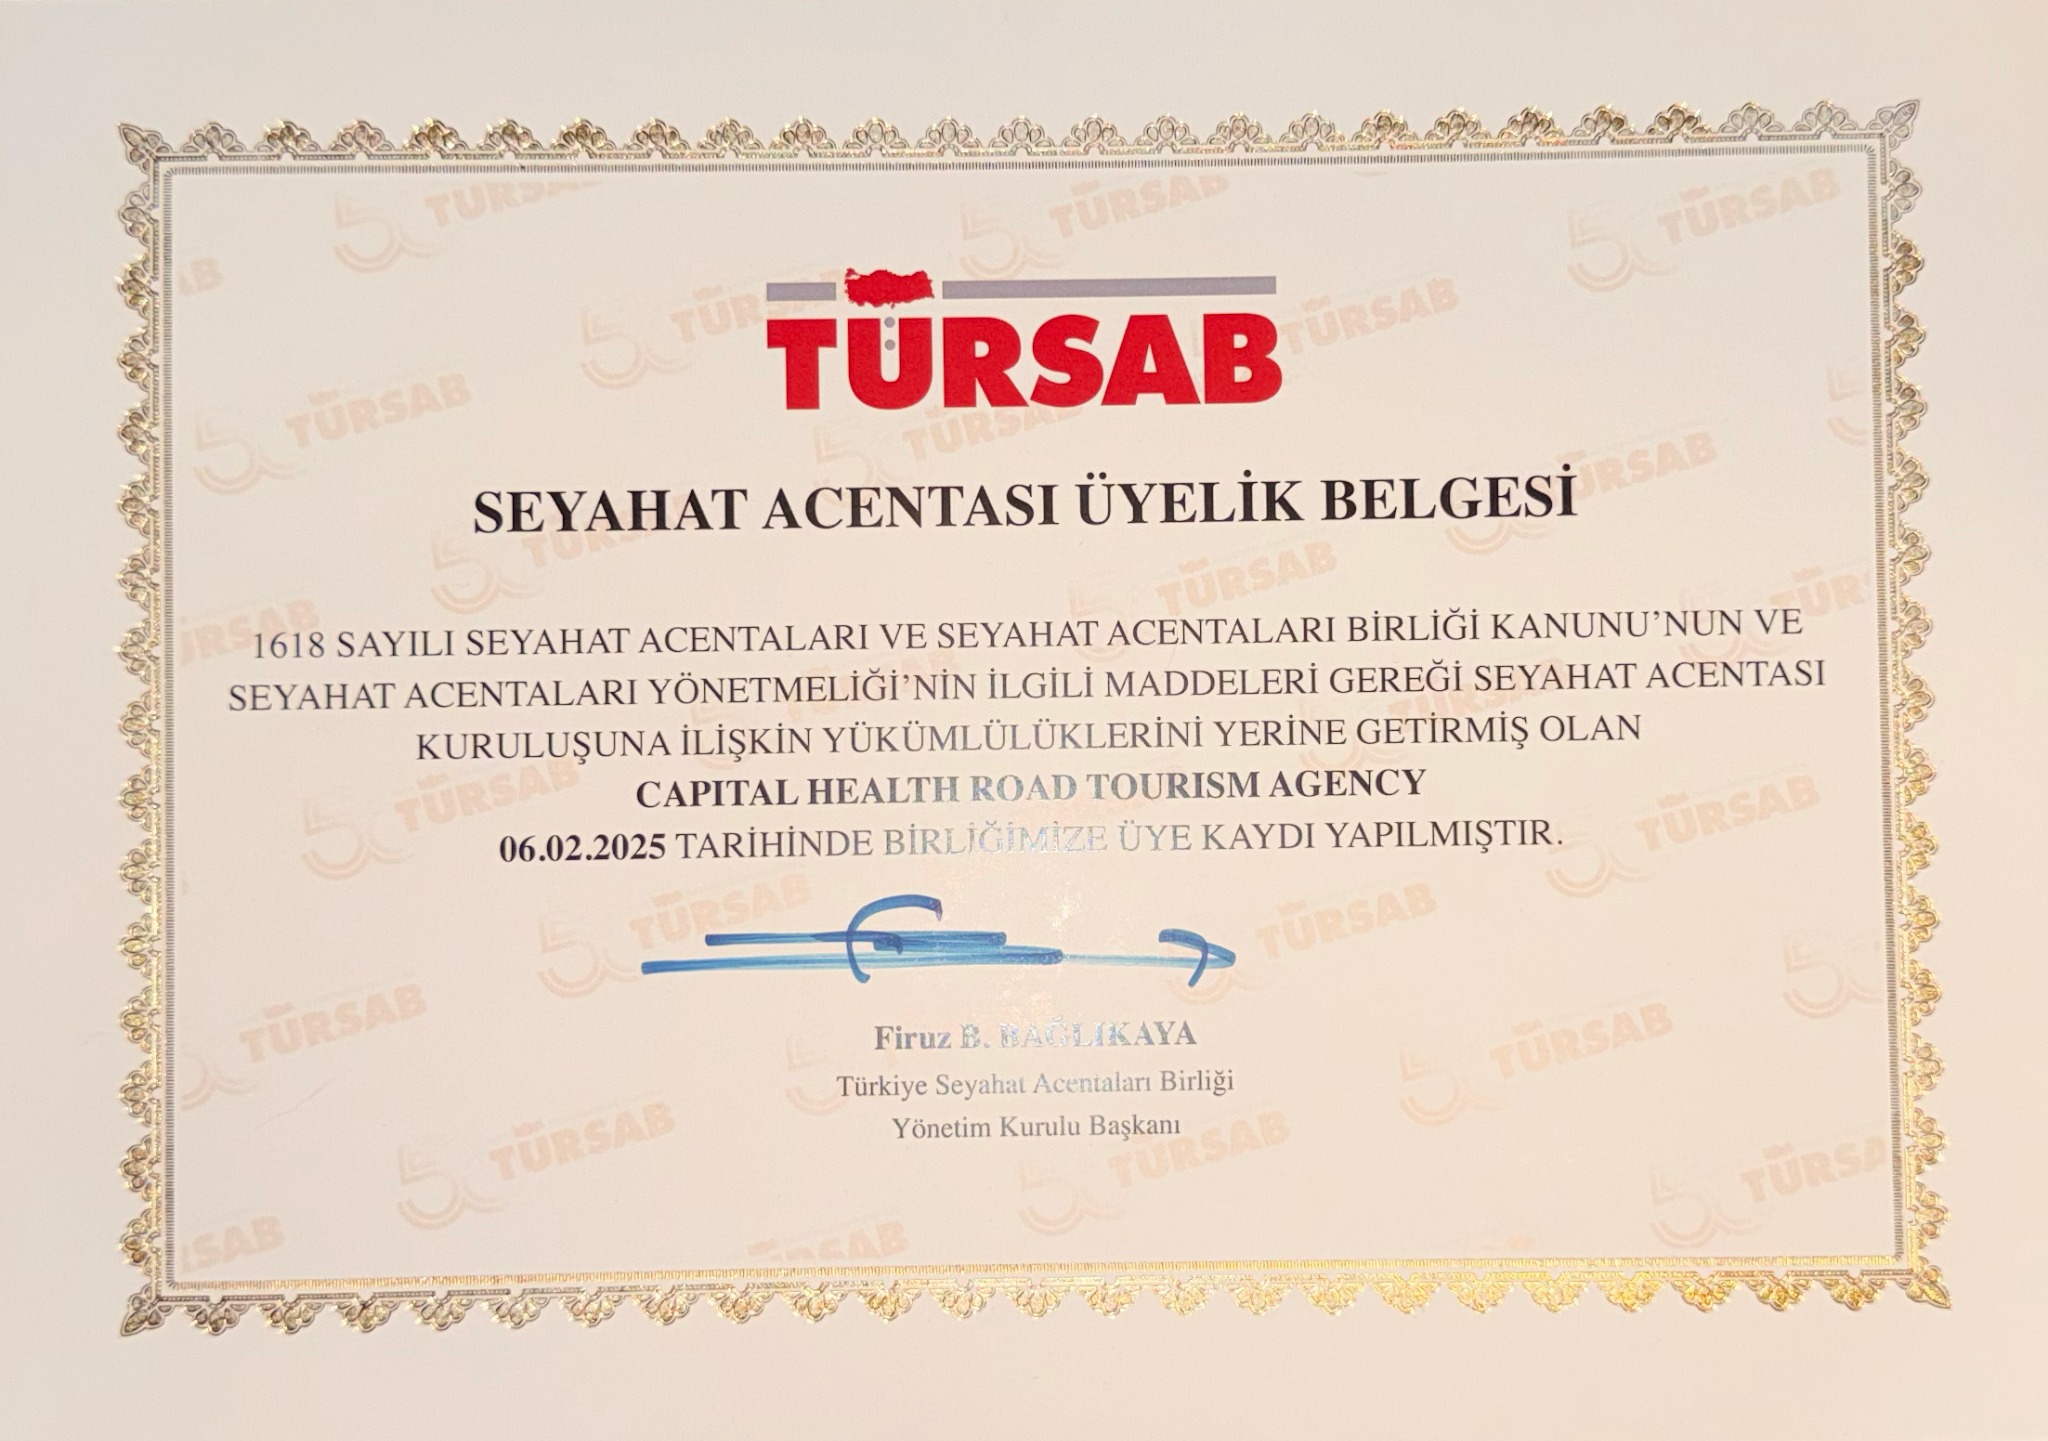 TÜRSAB
SEYAHAT ACENTASI ÜYELİK BELGESİ
1618 SAYILI SEYAHAT ACENTALARI VE SEYAHAT ACENTALARI BİRLİĞİ KANUNU’NUN VE
SEYAHAT ACENTALARI YÖNETMELİĞİ’NİN İLGİLİ MADDELERİ GEREĞİ SEYAHAT ACENTASI
KURULUŞUNA İLİŞKİN YÜKÜMLÜLÜKLERİNİ YERİNE GETİRMİŞ OLAN
CAPITAL HEALTH ROAD TOURISM AGENCY
06.02.2025 TARİHİNDE BİRLİĞİMİZE ÜYE KAYDI YAPILMIŞTIR.
Firuz B. BAĞLIKAYA
Türkiye Seyahat Acentaları Birliği
Yönetim Kurulu Başkanı